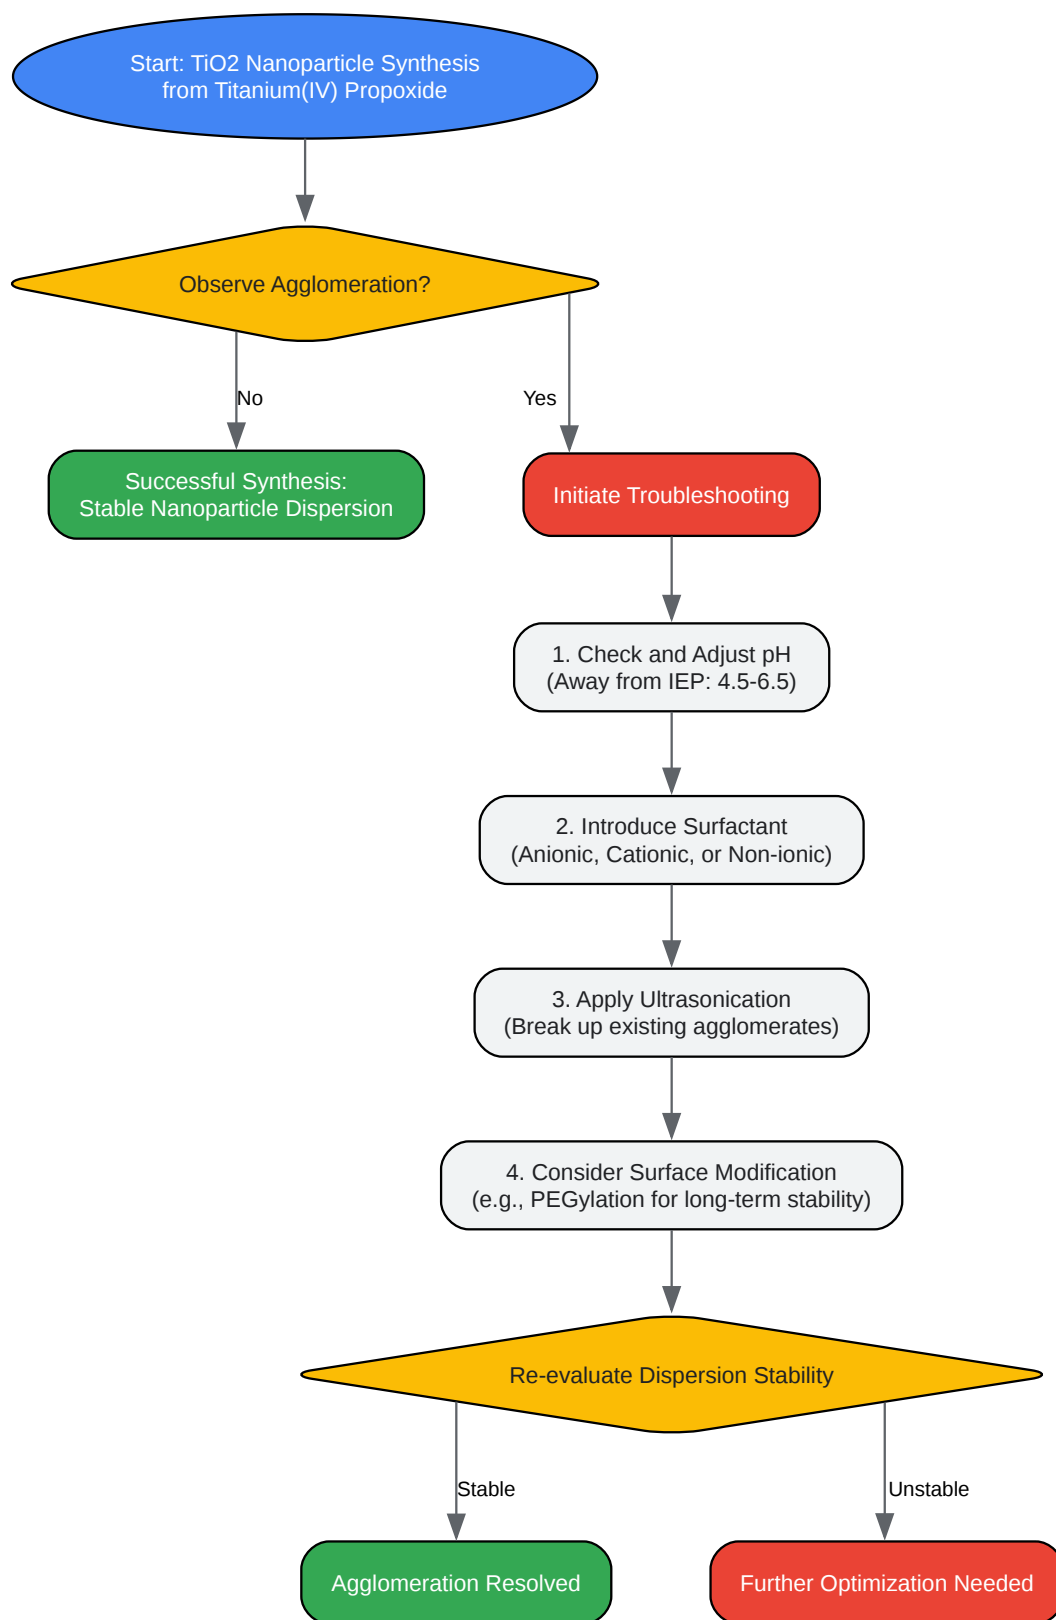 Start: TiO2 Nanoparticle Synthesis
from Titanium(IV) Propoxide
Observe Agglomeration?
No
Yes
Successful Synthesis:
Stable Nanoparticle Dispersion
Initiate Troubleshooting
1. Check and Adjust pH
(Away from IEP: 4.5-6.5)
2. Introduce Surfactant
(Anionic, Cationic, or Non-ionic)
3. Apply Ultrasonication
(Break up existing agglomerates)
4. Consider Surface Modification
(e.g., PEGylation for long-term stability)
Re-evaluate Dispersion Stability
Stable
Unstable
Agglomeration Resolved
Further Optimization Needed